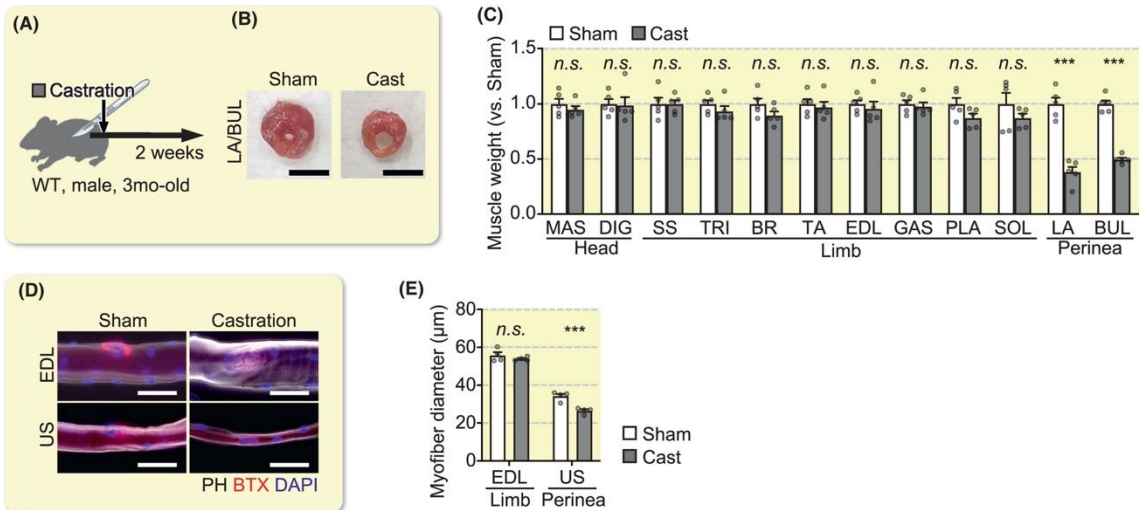 (A)
Castration
2 weeks
WT, male, 3mo-old
(B)
Sham Cast
LA/BUL
(C)
Sham Cast
Muscle weight (vs. Sham)
1.5
1.0
0.5
0.0
n.s. n.s. n.s. n.s. n.s. n.s. n.s. n.s. n.s. n.s. *** ***
MAS DIG SS TRI BR TA EDL GAS PLA SOL LA BUL
Head Limb Perinea
(D)
Sham Castration
EDL
US
PH BTX DAPI
(E)
Myofiber diameter (μm)
80
60
40
20
0
n.s. ***
EDL US
Limb Perinea
Sham
Cast